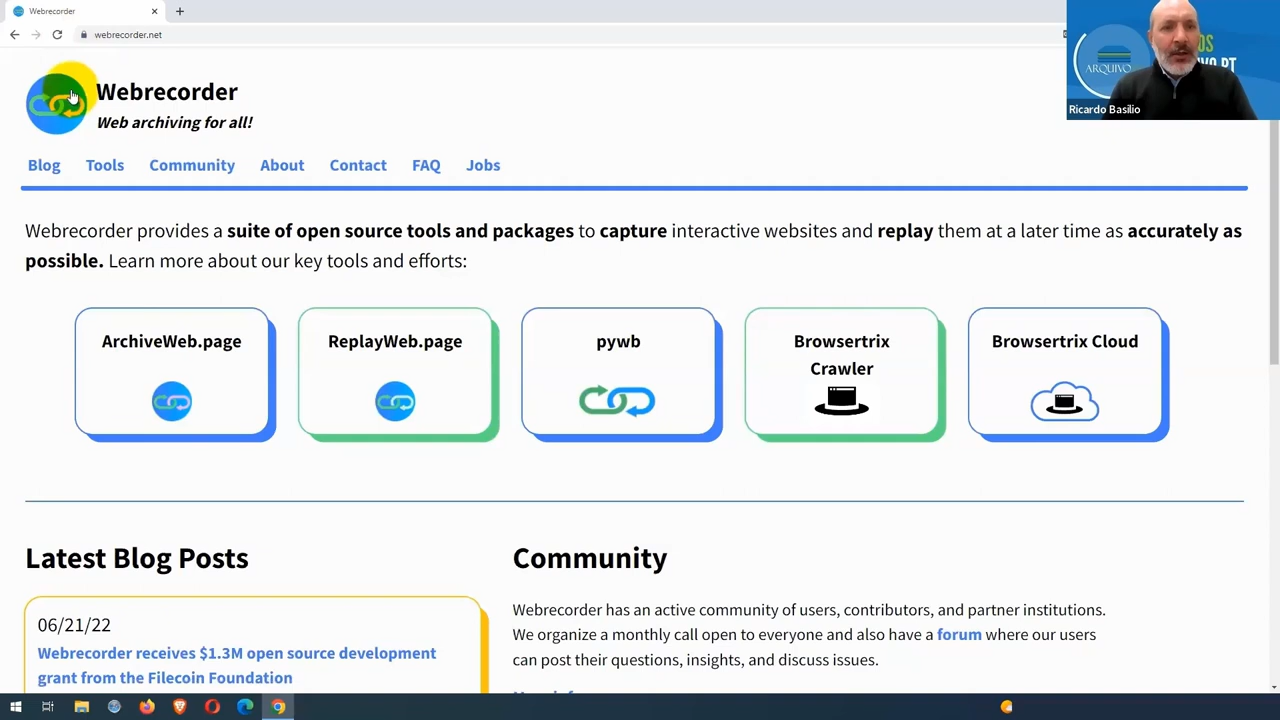 Webrecorder
webrecorder.net
Webrecorder
Web archiving for all!
ARQUIVO
Ricardo Basilio
Blog Tools Community About Contact FAQ Jobs
Webrecorder provides a suite of open source tools and packages to capture interactive websites and replay them at a later time as accurately as
possible. Learn more about our key tools and efforts:
ArchiveWeb.page
ReplayWeb.page
pywb
Browsertrix
Crawler
Browsertrix Cloud
Latest Blog Posts
06/21/22
Webrecorder receives $1.3M open source development
grant from the Filecoin Foundation
Community
Webrecorder has an active community of users, contributors, and partner institutions.
We organize a monthly call open to everyone and also have a forum where our users
can post their questions, insights, and discuss issues.